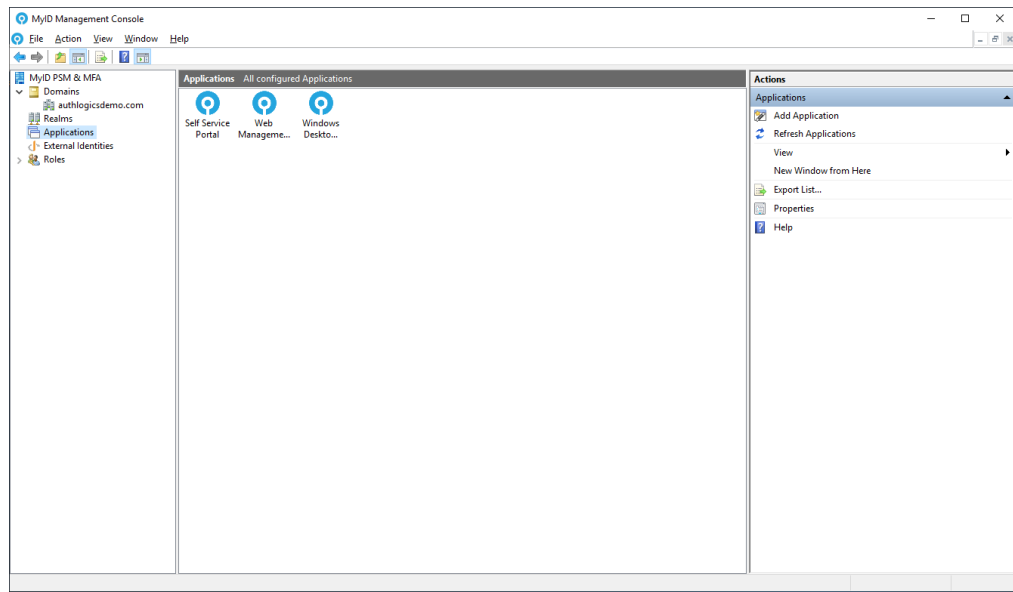 MyID Management Console
File Action View Window Help
MyID PSM & MFA
Domains
authlogicsdemo.com
Realms
Applications
External Identities
Roles
Applications All configured Applications
Self Service
Portal
Web
Manageme...
Windows
Deskto...
Actions
Applications
Add Application
Refresh Applications
View
New Window from Here
Export List...
Properties
Help